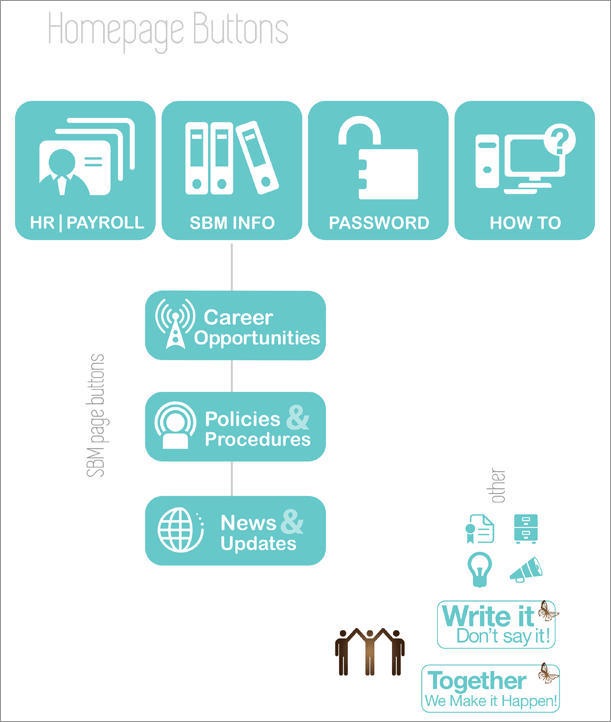 Homepage Buttons
HR | PAYROLL
SBM INFO
PASSWORD
HOW TO
?
SBM page buttons
Career
Opportunities
Policies &
Procedures
News &
Updates
other
Write it
Don't say it!
Together
We Make it Happen!